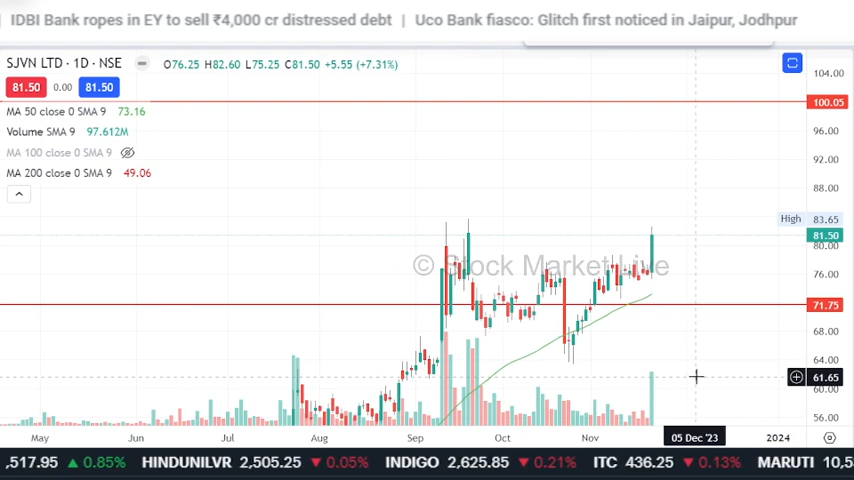 IDBI Bank ropes in EY to sell ₹4,000 cr distressed debt | Uco Bank fiasco: Glitch first noticed in Jaipur, Jodhpur
SJVN LTD · 1D · NSE O76.25 H82.60 L75.25 C81.50 +5.55 (+7.31%)
81.50 0.00 81.50
MA 50 close 0 SMA 9 73.16
Volume SMA 9 97.612M
MA 100 close 0 SMA 9
MA 200 close 0 SMA 9 49.06
104.00
100.05
96.00
92.00
88.00
High 83.65
81.50
80.00
© Stock Market Live
76.00
71.75
68.00
64.00
61.65
60.00
56.00
May Jun Jul Aug Sep Oct Nov 05 Dec '23 2024
,517.95 ▲ 0.85% HINDUNILVR 2,505.25 ▼ 0.05% INDIGO 2,625.85 ▼ 0.21% ITC 436.25 ▼ 0.13% MARUTI 10,5